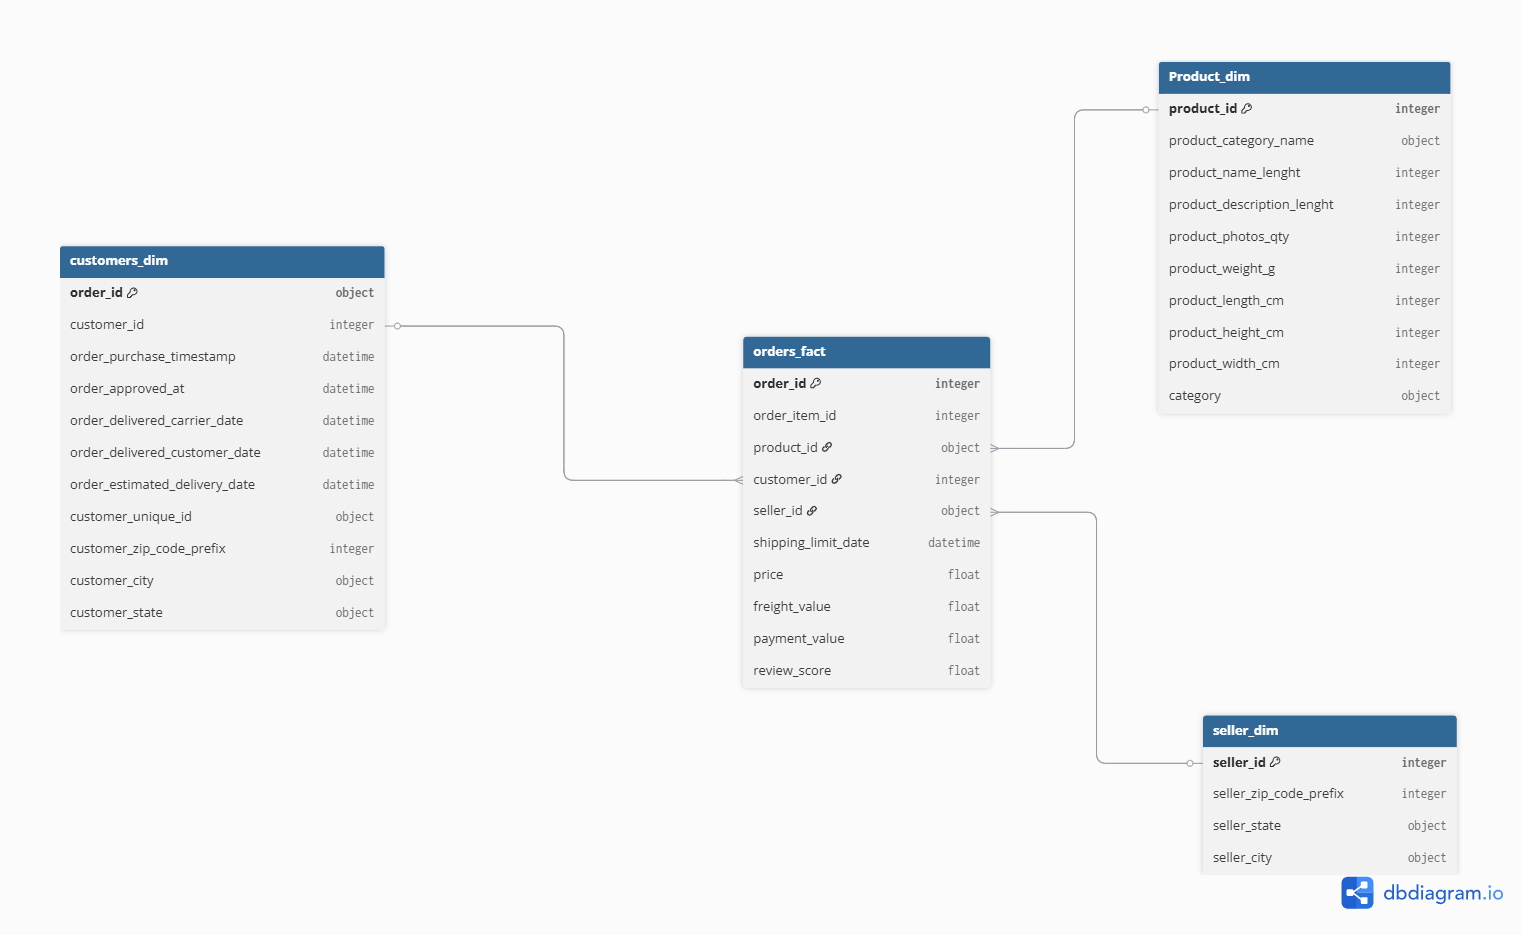 customers_dim
order_id object
customer_id integer
order_purchase_timestamp datetime
order_approved_at datetime
order_delivered_carrier_date datetime
order_delivered_customer_date datetime
order_estimated_delivery_date datetime
customer_unique_id object
customer_zip_code_prefix integer
customer_city object
customer_state object
orders_fact
order_id integer
order_item_id integer
product_id object
customer_id integer
seller_id object
shipping_limit_date datetime
price float
freight_value float
payment_value float
review_score float
Product_dim
product_id integer
product_category_name object
product_name_lenght integer
product_description_lenght integer
product_photos_qty integer
product_weight_g integer
product_length_cm integer
product_height_cm integer
product_width_cm integer
category object
seller_dim
seller_id integer
seller_zip_code_prefix integer
seller_state object
seller_city object
dbdiagram.io